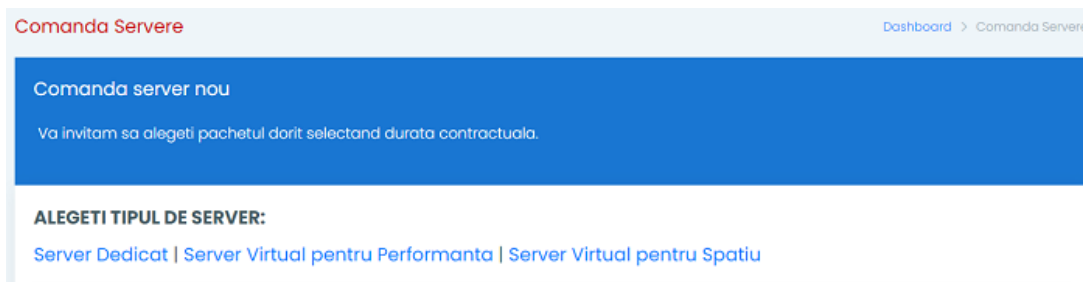 Comanda Servere
Dashboard > Comanda Servere
Comanda server nou
Va invitam sa alegeti pachetul dorit selectand durata contractuala.
ALEGETI TIPUL DE SERVER:
Server Dedicat | Server Virtual pentru Performanta | Server Virtual pentru Spatiu